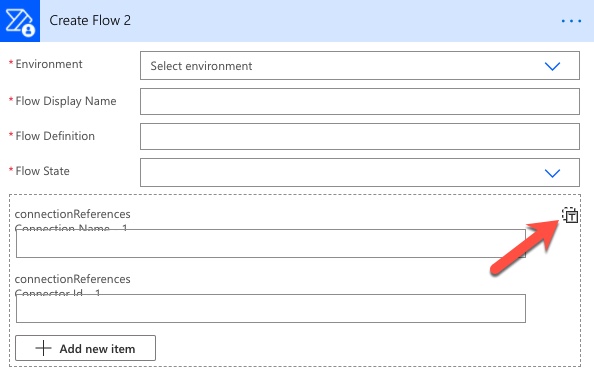 Create Flow 2
* Environment
Select environment
* Flow Display Name
* Flow Definition
* Flow State
connectionReferences
Connection Name - 1
connectionReferences
Connector Id - 1
Add new item